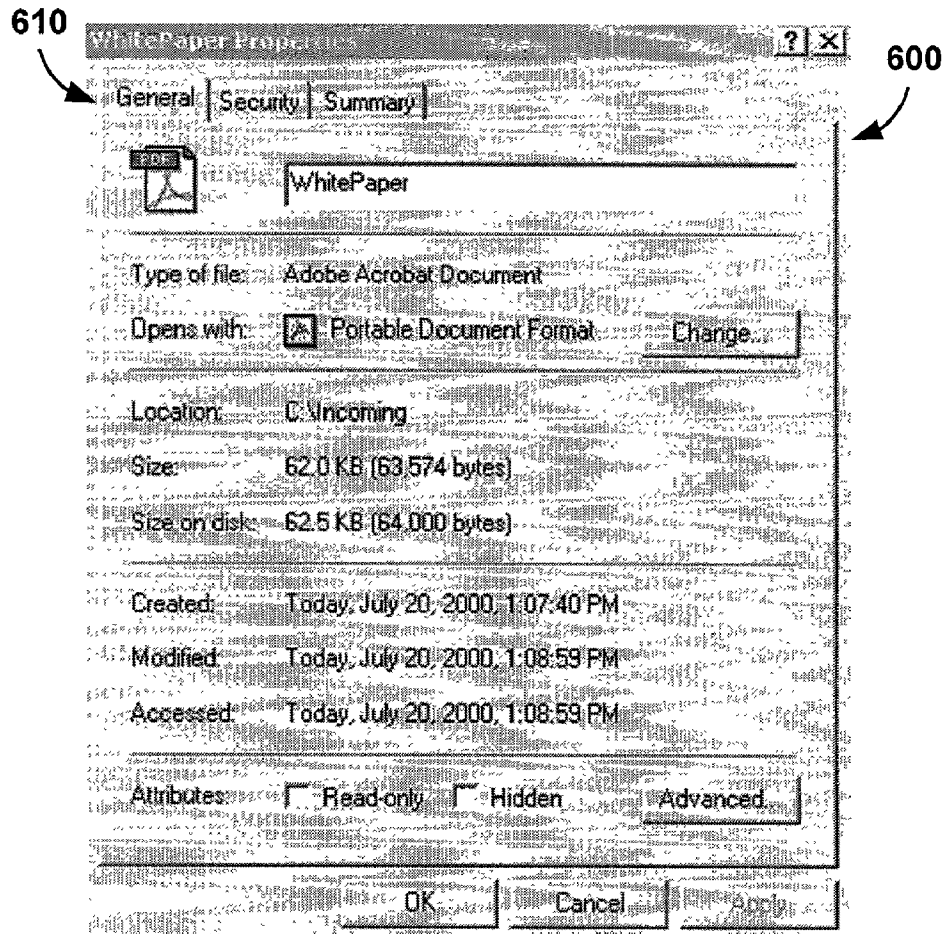 610
WhitePaper Properties
? ×
600
General Security Summary
PDF
WhitePaper
Type of file: Adobe Acrobat Document
Opens with: Portable Document Format Change...
Location: C:\Incoming
Size: 62.0 KB (63,574 bytes)
Size on disk: 62.5 KB (64,000 bytes)
Created: Today, July 20, 2000, 1:07:40 PM
Modified: Today, July 20, 2000, 1:08:59 PM
Accessed: Today, July 20, 2000, 1:08:59 PM
Attributes: Read-only Hidden Advanced...
OK Cancel Apply